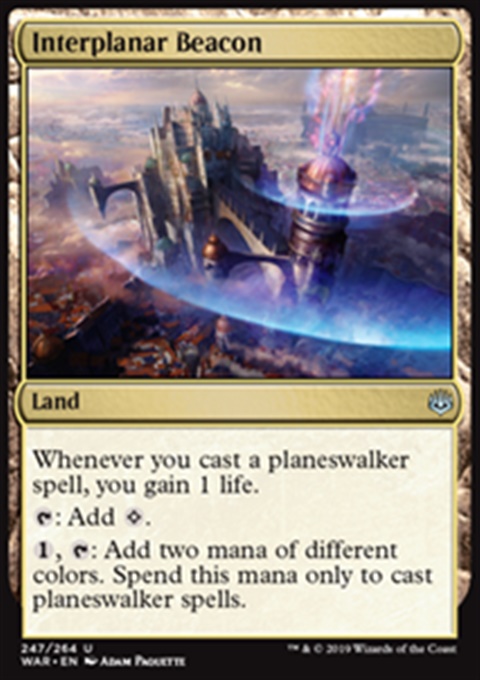 Interplanar Beacon
Land
Whenever you cast a planeswalker
spell, you gain 1 life.
: Add .
1, : Add two mana of different
colors. Spend this mana only to cast
planeswalker spells.
247/264 U
WAR • EN Adam Paquette
™ & © 2019 Wizards of the Coast